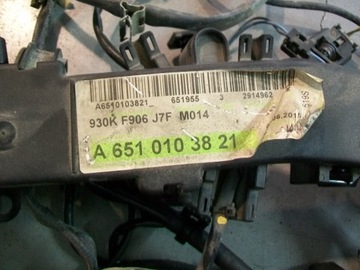 A6510103821 651955 3 2914962
930K F906 J7F M014
A 651 010 38 21